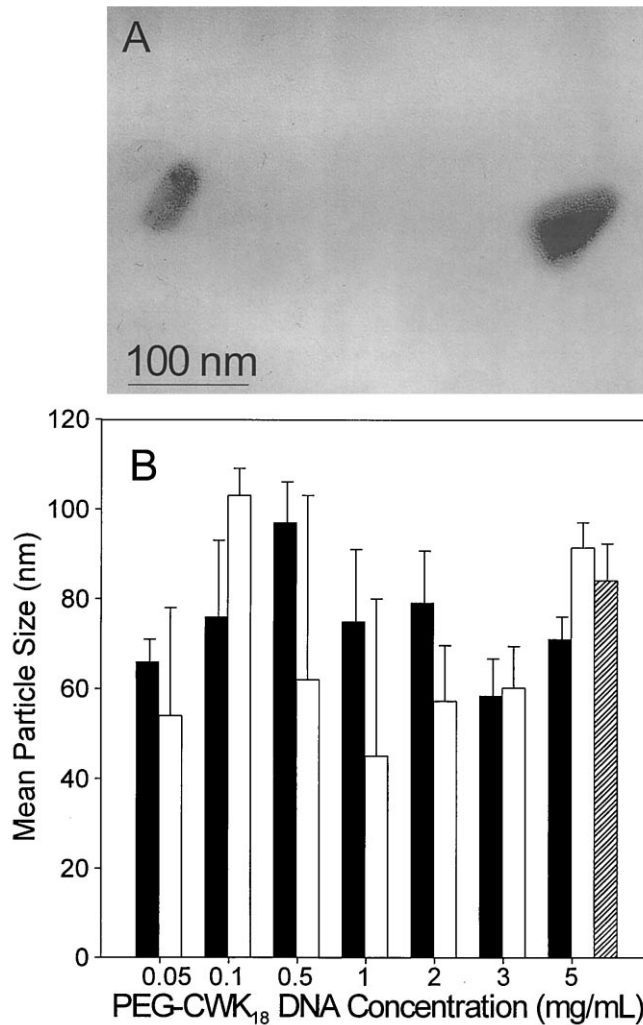 A
100 nm
B
Mean Particle Size (nm)
120
100
80
60
40
20
0
0.05 0.1 0.5 1 2 3 5
PEG-CWK₁₈ DNA Concentration (mg/mL)